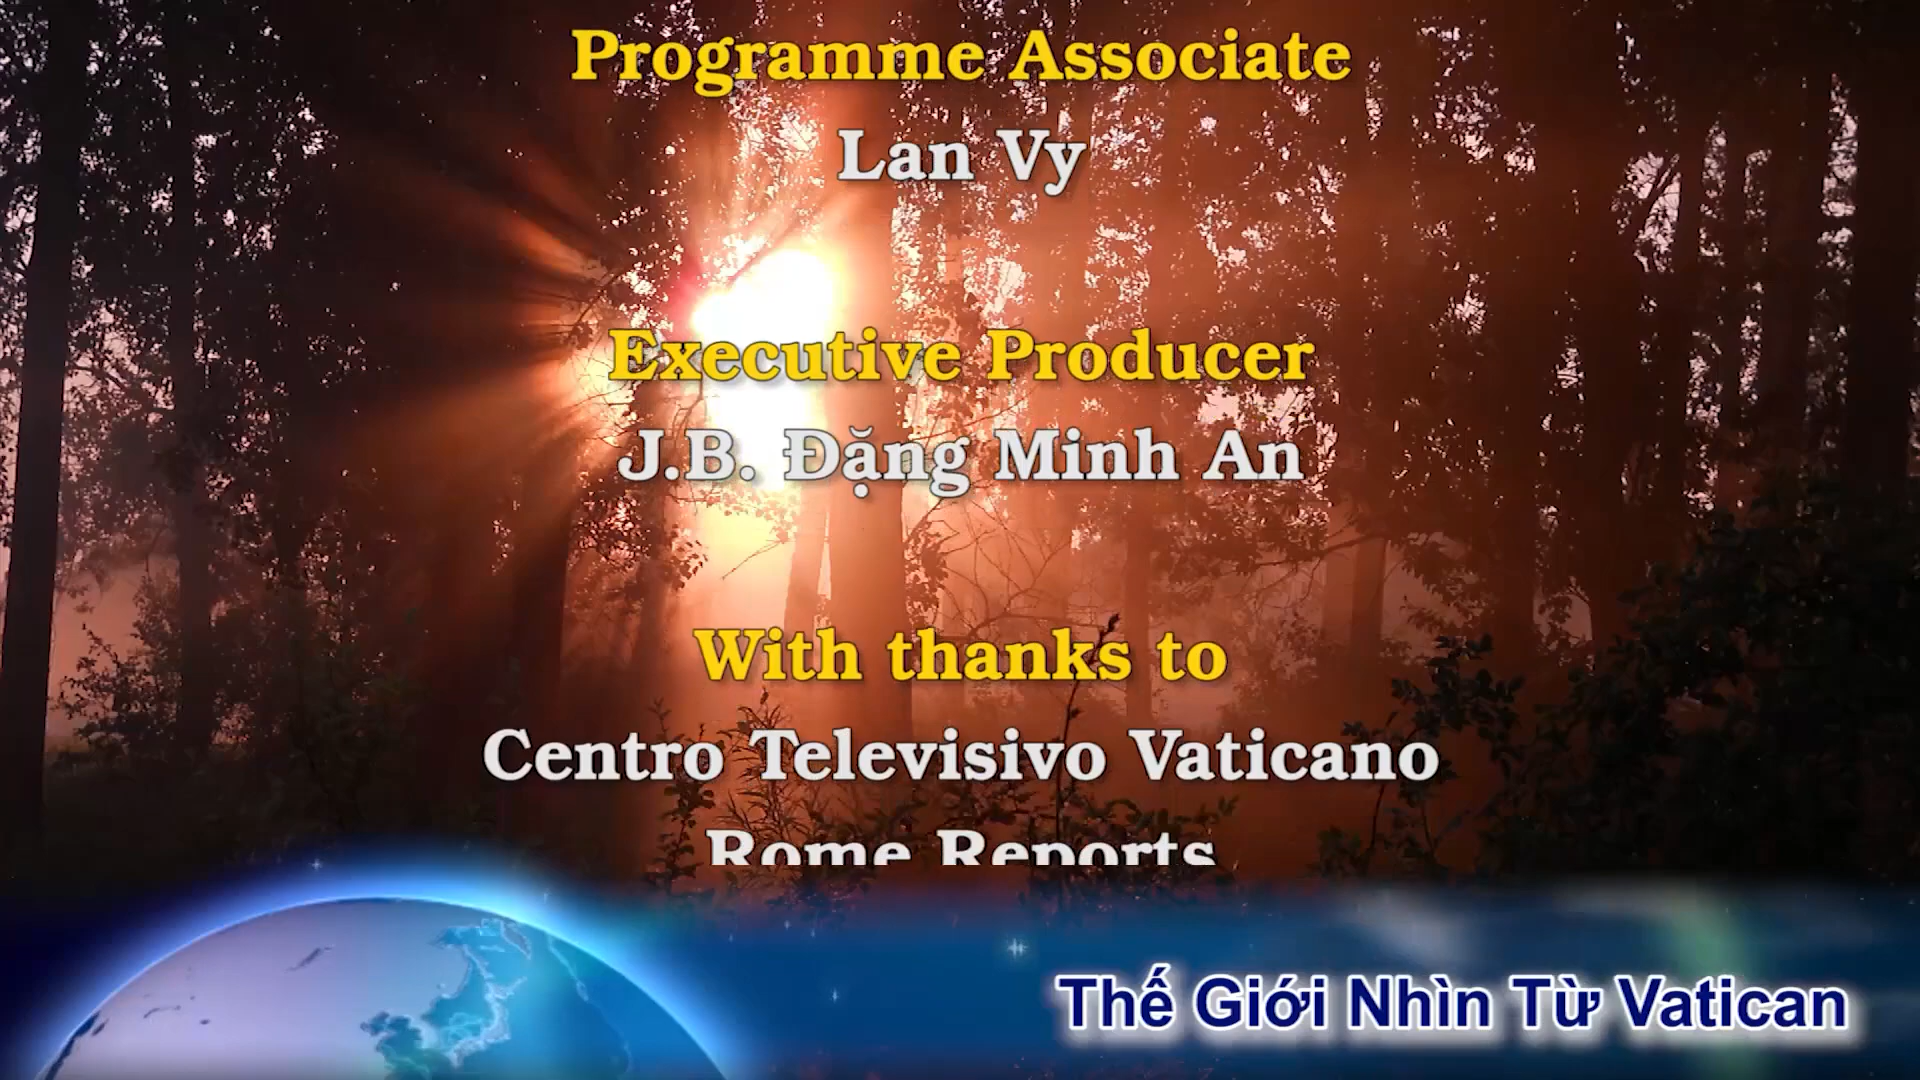 Programme Associate
Lan Vy
Executive Producer
J.B. Đặng Minh An
With thanks to
Centro Televisivo Vaticano
Rome Reports
Thế Giới Nhìn Từ Vatican